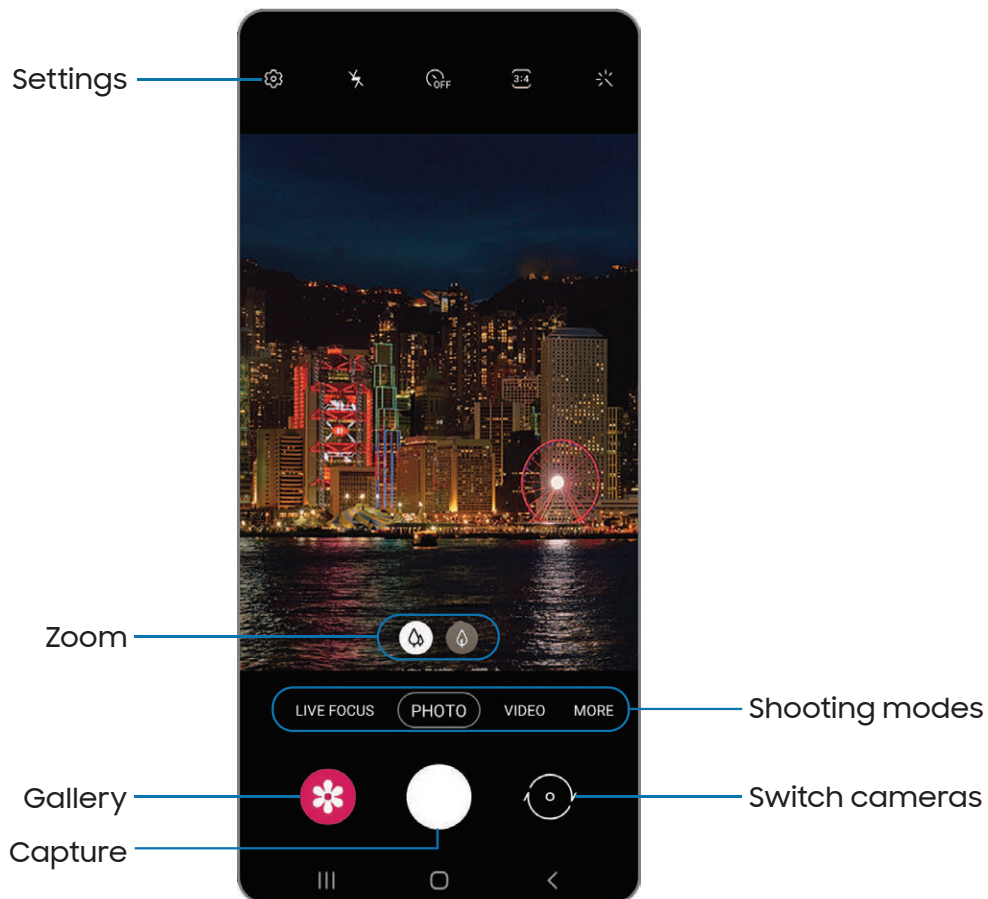 Settings
OFF
3:4
Zoom
LIVE FOCUS PHOTO VIDEO MORE
Shooting modes
Gallery
Switch cameras
Capture